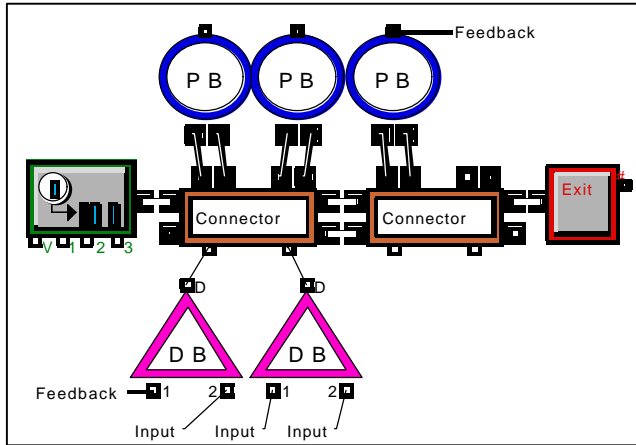 Feedback
P B P B P B
Exit #
Connector Connector
V 1 2 3
D D
D B D B
Feedback 1 2 1 2
Input Input Input